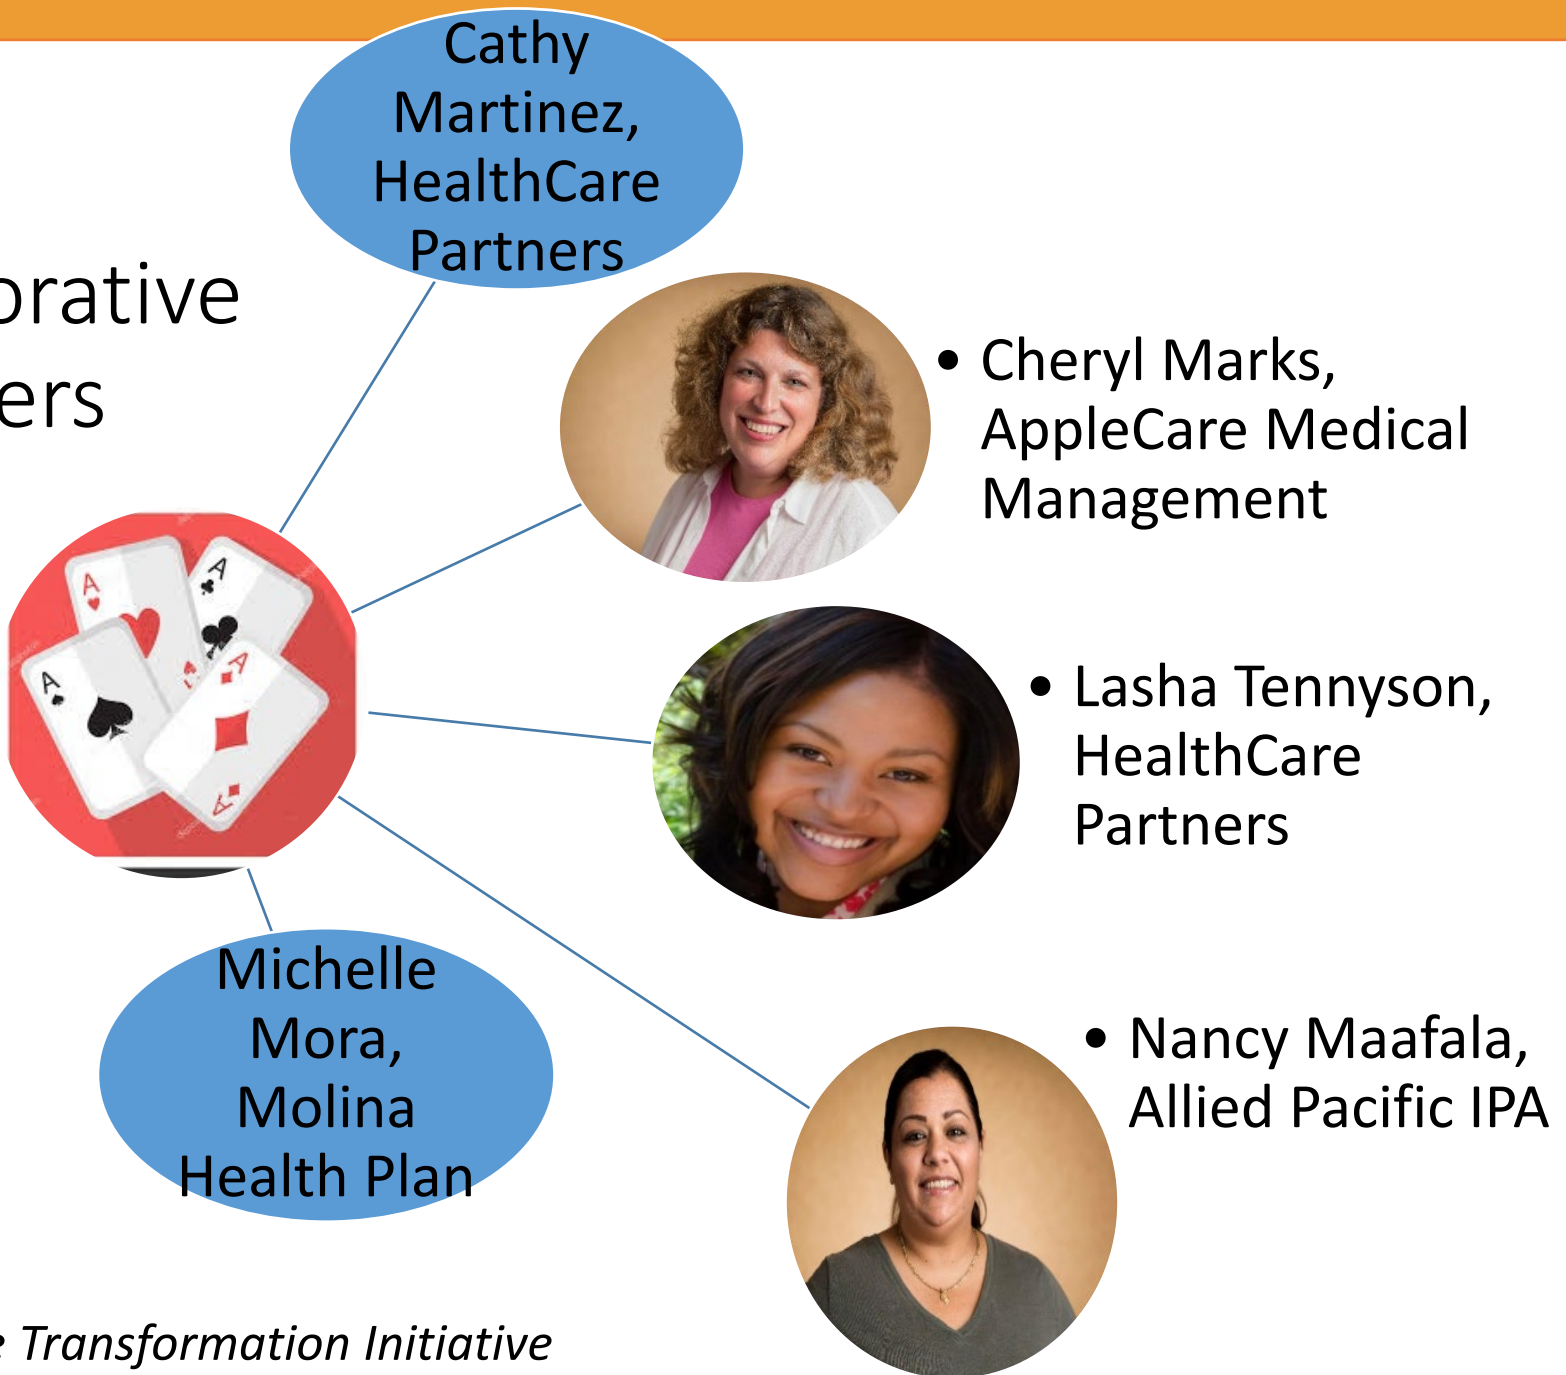 Cathy
Martinez,
HealthCare
Partners
orative
ers
• Cheryl Marks,
AppleCare Medical
Management
A
A
A
A
A
• Lasha Tennyson,
HealthCare
Partners
Michelle
Mora,
Molina
Health Plan
• Nancy Maafala,
Allied Pacific IPA
e Transformation Initiative